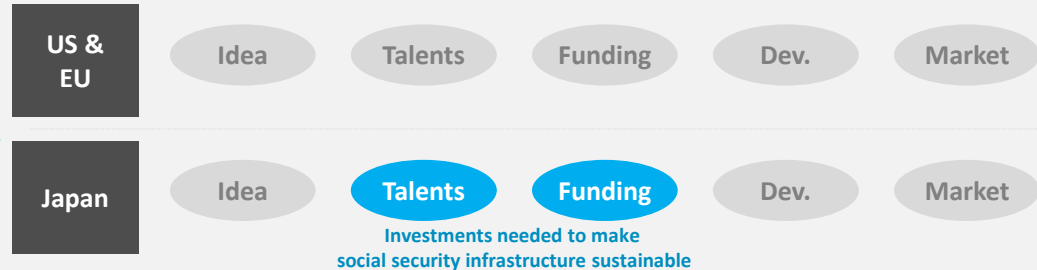 US &
EU
Idea
Talents
Funding
Dev.
Market
Japan
Idea
Talents
Funding
Dev.
Market
Investments needed to make
social security infrastructure sustainable